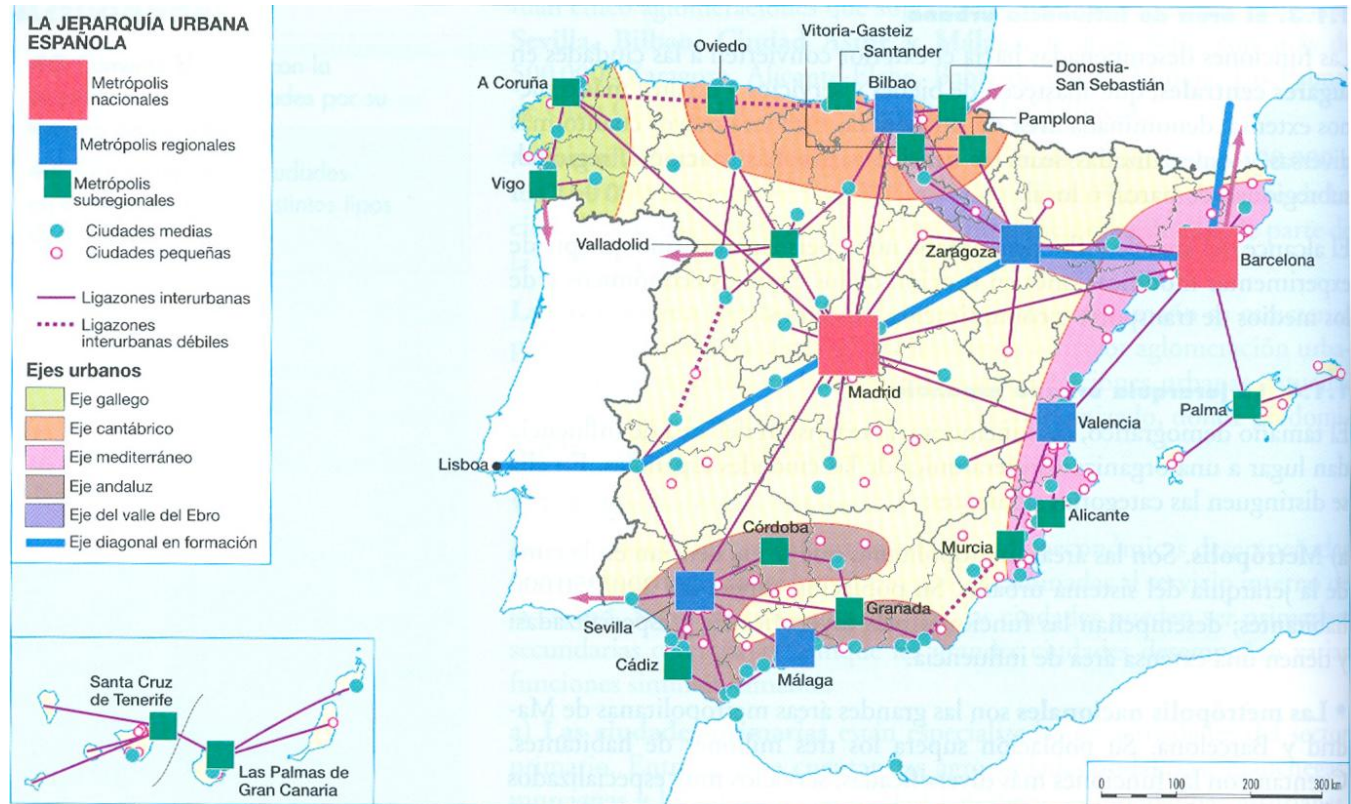 LA JERARQUÍA URBANA
ESPAÑOLA
Metrópolis
nacionales
Metrópolis regionales
Metrópolis
subregionales
Ciudades medias
Ciudades pequeñas
Ligazones interurbanas
Ligazones
interurbanas débiles
Ejes urbanos
Eje gallego
Eje cantábrico
Eje mediterráneo
Eje andaluz
Eje del valle del Ebro
Eje diagonal en formación
Vitoria-Gasteiz
Oviedo
Santander
A Coruña
Bilbao
Donostia-
San Sebastián
Pamplona
Vigo
Valladolid
Zaragoza
Barcelona
Madrid
Palma
Valencia
Lisboa
Alicante
Córdoba
Murcia
Granada
Sevilla
Cádiz
Málaga
Santa Cruz
de Tenerife
Las Palmas de
Gran Canaria
0 100 200 300 km